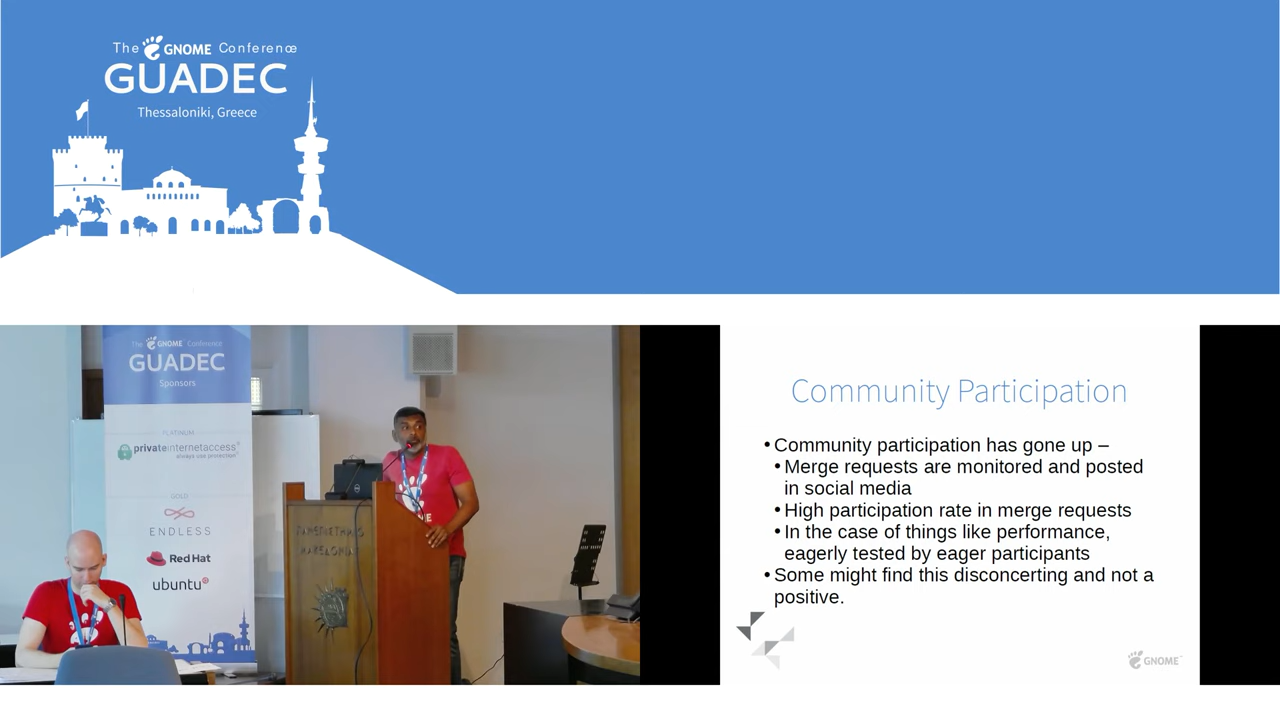 The GNOME Conference
GUADEC
Thessaloniki, Greece
The GNOME Conference
GUADEC
Sponsors
PLATINUM
privateinternetaccess
always use protection
GOLD
ENDLESS
Red Hat
ubuntu
ΠΑΝΕΠΙΣΤΗΜΙΟ
ΜΑΚΕΔΟΝΙΑΣ
Community Participation
• Community participation has gone up –
• Merge requests are monitored and posted
in social media
• High participation rate in merge requests
• In the case of things like performance,
eagerly tested by eager participants
• Some might find this disconcerting and not a
positive.
GNOME